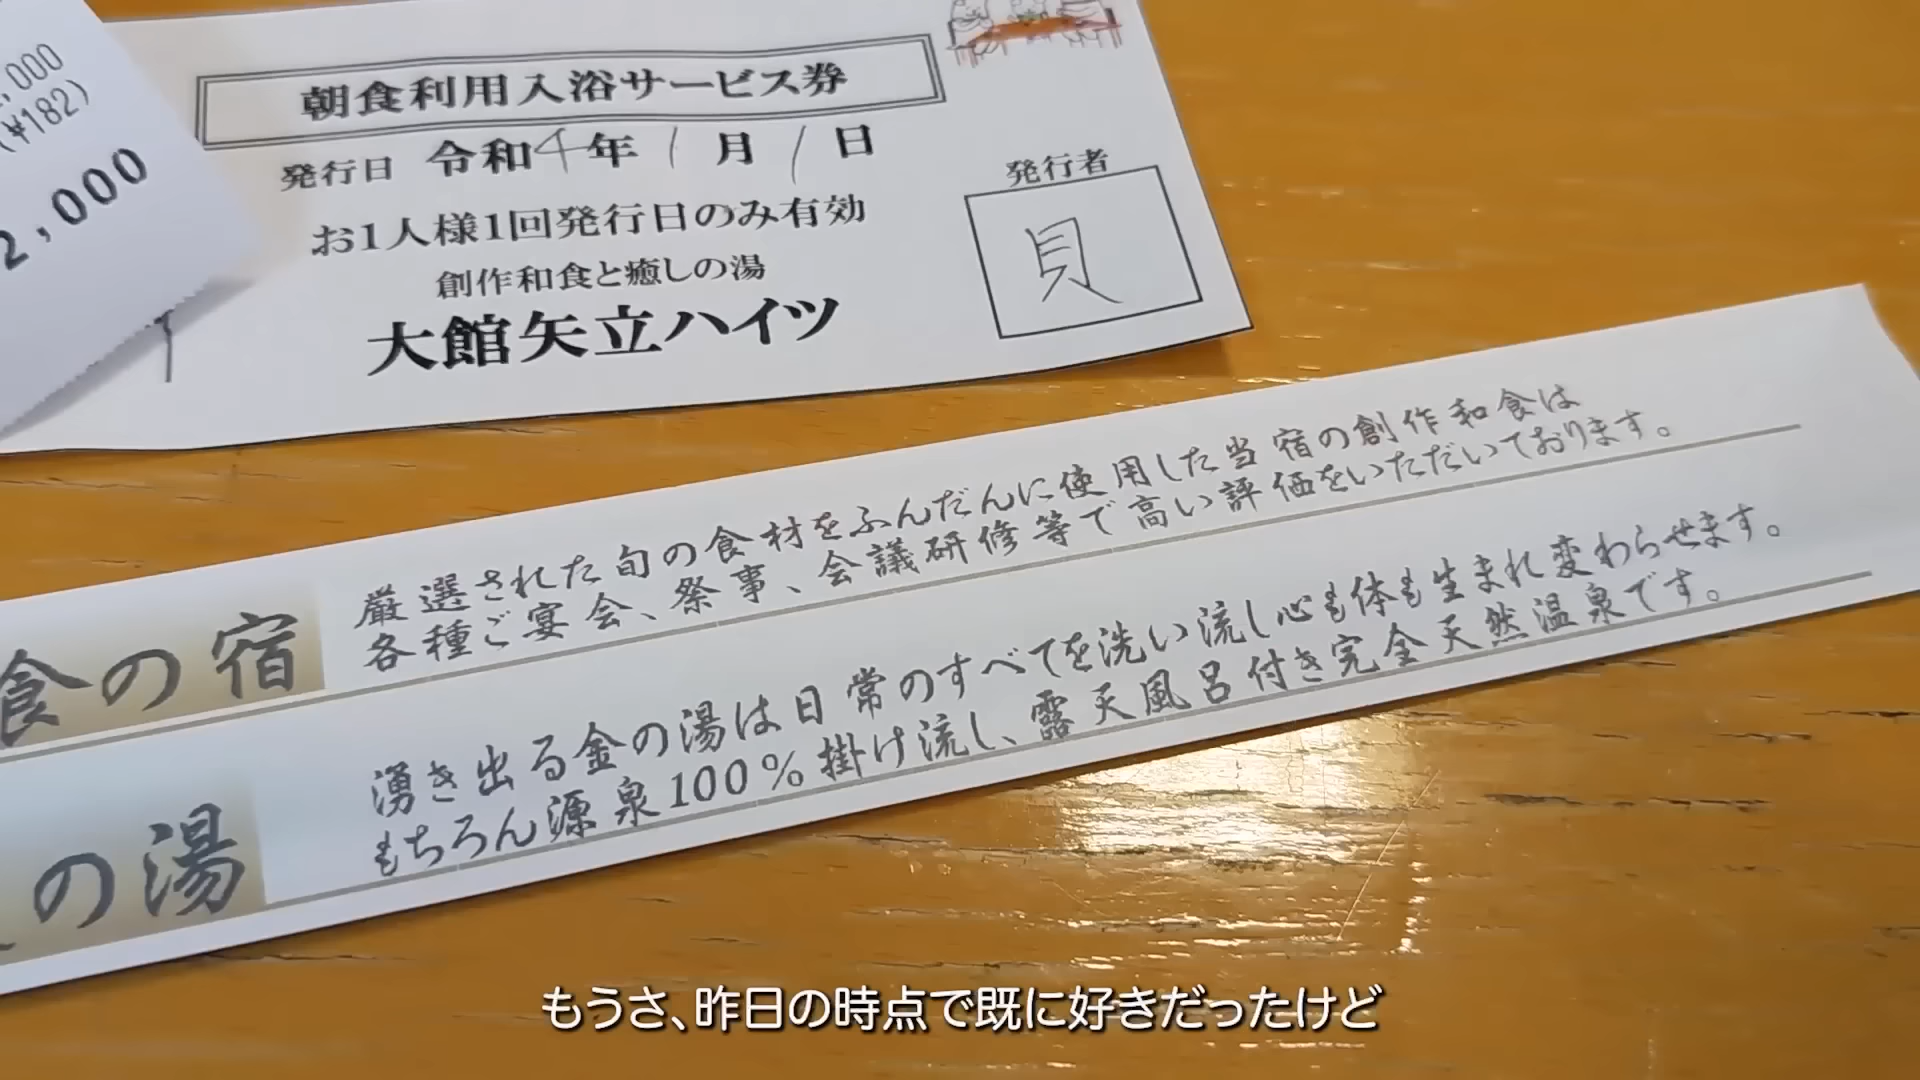 ,000
(¥182)
2,000
朝食利用入浴サービス券
発行日 令和4年1月1日
お1人様1回発行日のみ有効
創作和食と癒しの湯
大館矢立ハイツ
発行者
貝
食の宿
厳選された旬の食材をふんだんに使用した当宿の創作和食は
各種ご宴会、祭事、会議研修等で高い評価をいただいております。
の湯
湧き出る金の湯は日常のすべてを洗い流し心も体も生まれ変わらせます。
もちろん源泉100%掛け流し、露天風呂付き完全天然温泉です。
もうさ、昨日の時点で既に好きだったけど